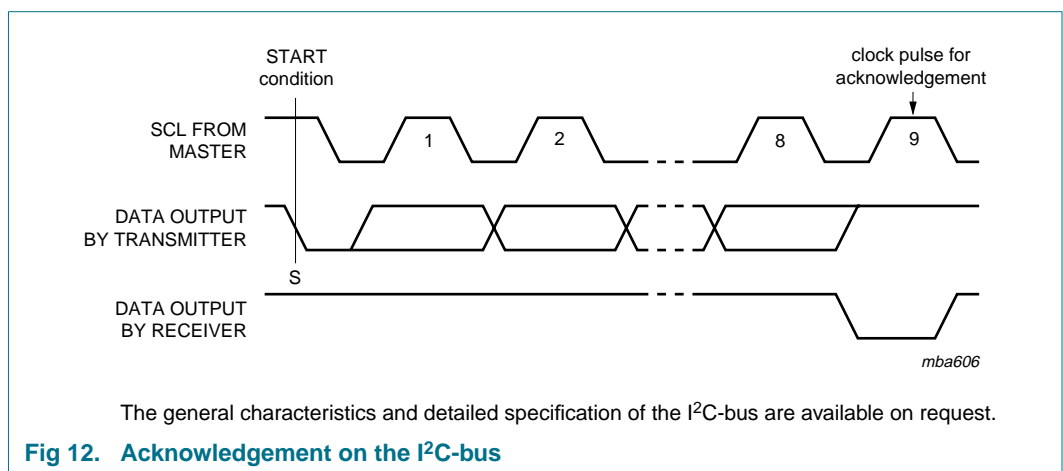 START
condition
clock pulse for
acknowledgement
SCL FROM
MASTER
1
2
8
9
DATA OUTPUT
BY TRANSMITTER
S
DATA OUTPUT
BY RECEIVER
mba606
The general characteristics and detailed specification of the I²C-bus are available on request.
Fig 12. Acknowledgement on the I²C-bus